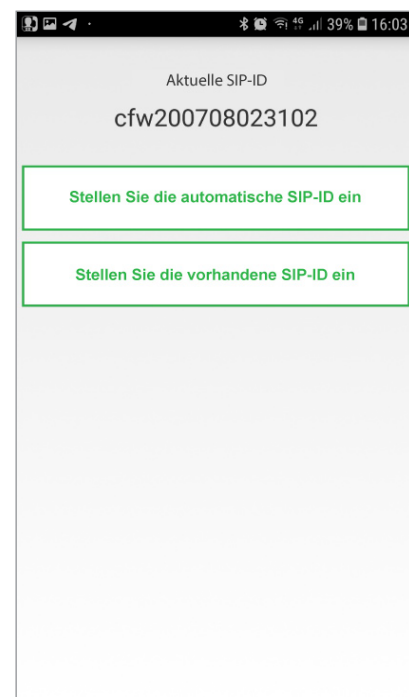 4G 39% 16:03
Aktuelle SIP-ID
cfw200708023102
Stellen Sie die automatische SIP-ID ein
Stellen Sie die vorhandene SIP-ID ein